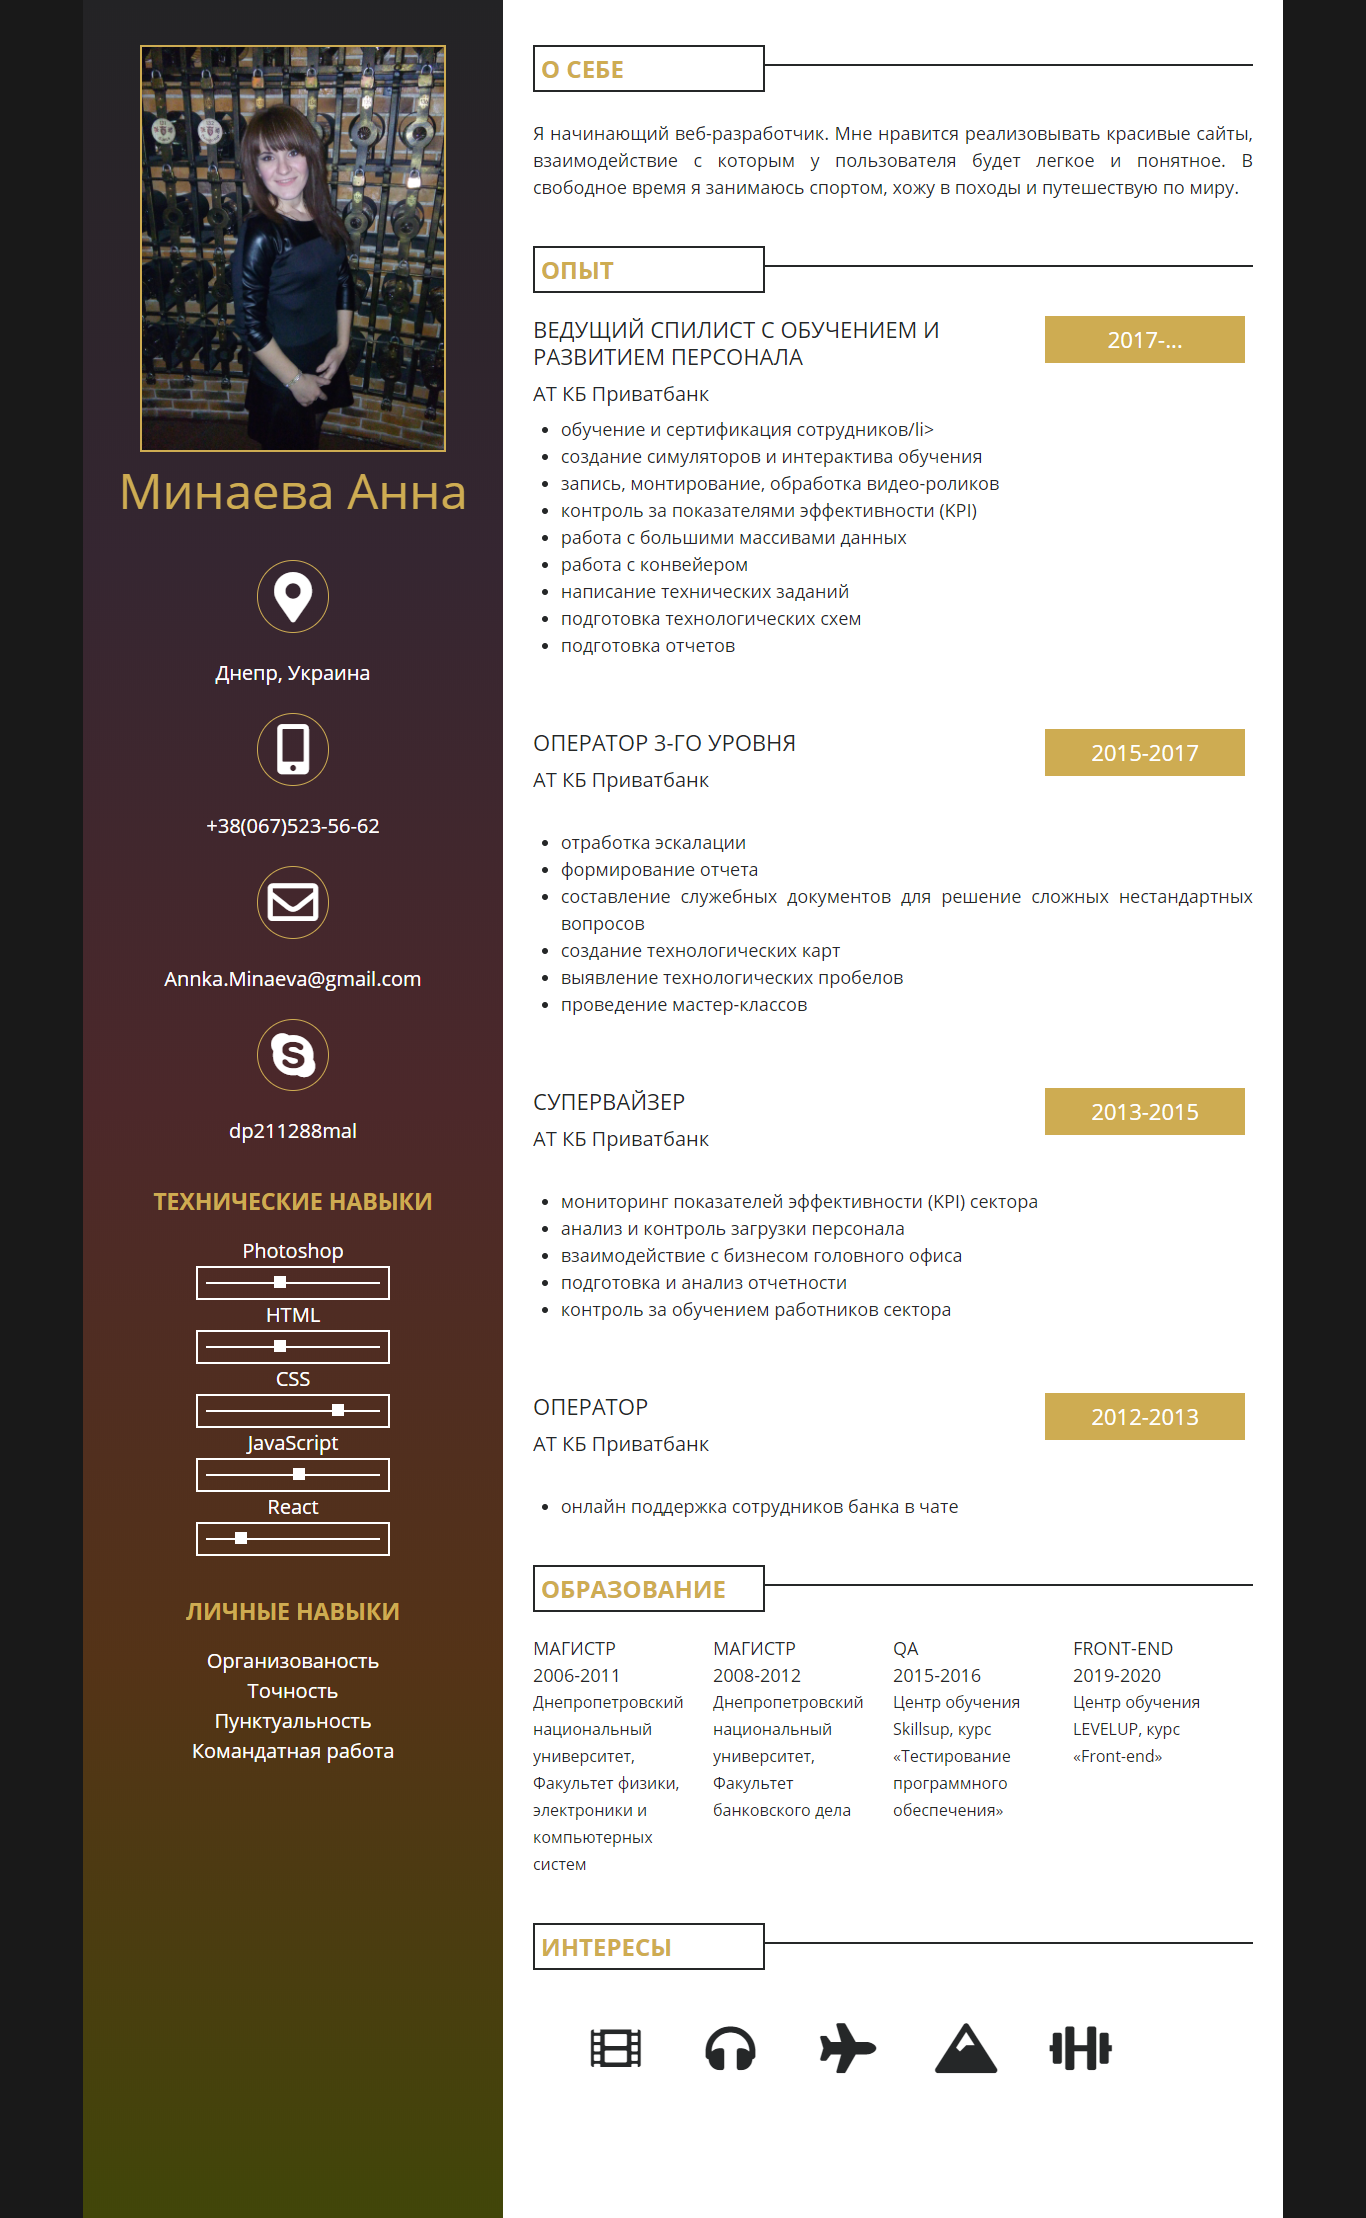 Минаева Анна
Днепр, Украина
+38(067)523-56-62
Annka.Minaeva@gmail.com
dp211288mal
ТЕХНИЧЕСКИЕ НАВЫКИ
Photoshop
HTML
CSS
JavaScript
React
ЛИЧНЫЕ НАВЫКИ
Организованость
Точность
Пунктуальность
Командатная работа
О СЕБЕ
Я начинающий веб-разработчик. Мне нравится реализовывать красивые сайты,
взаимодействие с которым у пользователя будет легкое и понятное. В
свободное время я занимаюсь спортом, хожу в походы и путешествую по миру.
ОПЫТ
ВЕДУЩИЙ СПИЛИСТ С ОБУЧЕНИЕМ И
РАЗВИТИЕМ ПЕРСОНАЛА
2017-...
АТ КБ Приватбанк
обучение и сертификация сотрудников/li>
создание симуляторов и интерактива обучения
запись, монтирование, обработка видео-роликов
контроль за показателями эффективности (KPI)
работа с большими массивами данных
работа с конвейером
написание технических заданий
подготовка технологических схем
подготовка отчетов
ОПЕРАТОР 3-ГО УРОВНЯ
2015-2017
АТ КБ Приватбанк
отработка эскалации
формирование отчета
составление служебных документов для решение сложных нестандартных
вопросов
создание технологических карт
выявление технологических пробелов
проведение мастер-классов
СУПЕРВАЙЗЕР
2013-2015
АТ КБ Приватбанк
мониторинг показателей эффективности (KPI) сектора
анализ и контроль загрузки персонала
взаимодействие с бизнесом головного офиса
подготовка и анализ отчетности
контроль за обучением работников сектора
ОПЕРАТОР
2012-2013
АТ КБ Приватбанк
онлайн поддержка сотрудников банка в чате
ОБРАЗОВАНИЕ
МАГИСТР
2006-2011
Днепропетровский
национальный
университет,
Факультет физики,
электроники и
компьютерных
систем
МАГИСТР
2008-2012
Днепропетровский
национальный
университет,
Факультет
банковского дела
QA
2015-2016
Центр обучения
Skillsup, курс
«Тестирование
программного
обеспечения»
FRONT-END
2019-2020
Центр обучения
LEVELUP, курс
«Front-end»
ИНТЕРЕСЫ